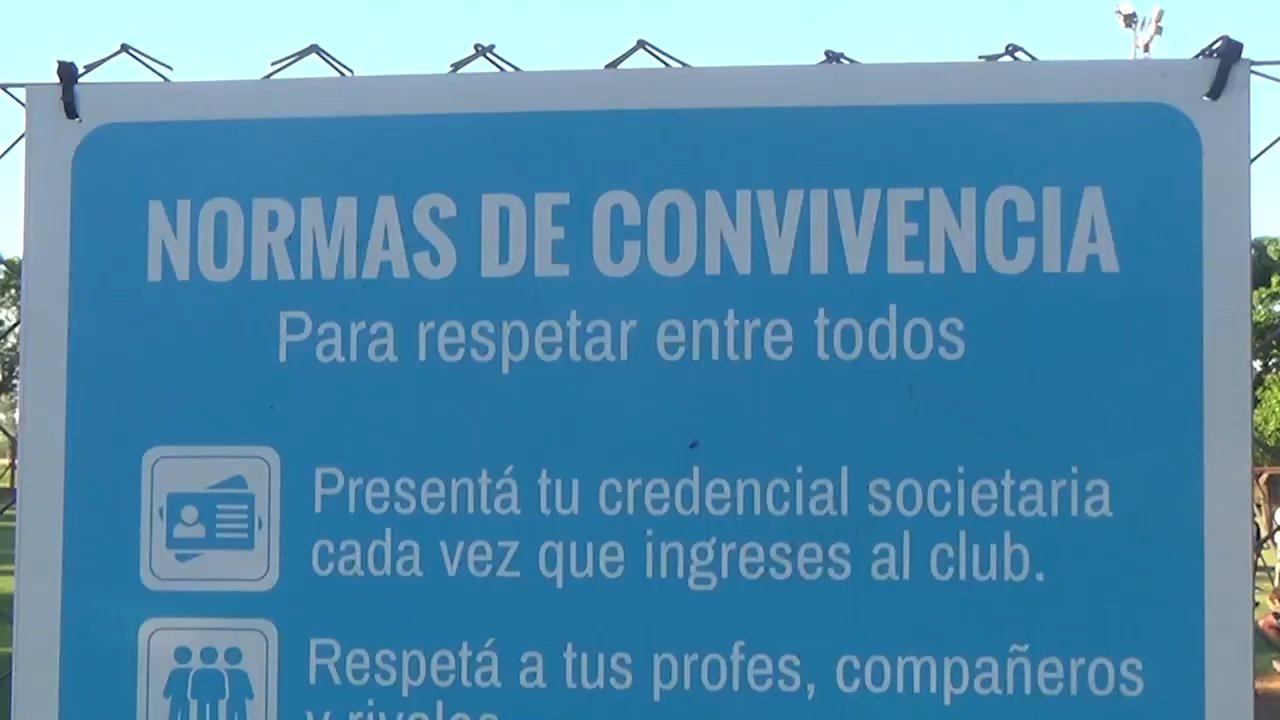 NORMAS DE CONVIVENCIA
Para respetar entre todos
Presentá tu credencial societaria
cada vez que ingreses al club.
Respetá a tus profes, compañeros
y rivales.